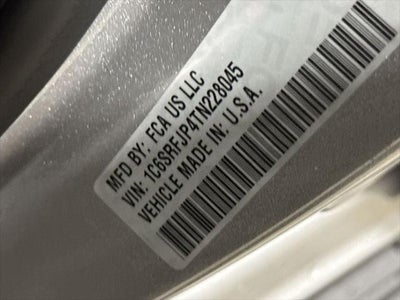 MFD BY: FCA US LLC
VIN: 1C6SRFJP4TN228045
VEHICLE MADE IN: U.S.A.